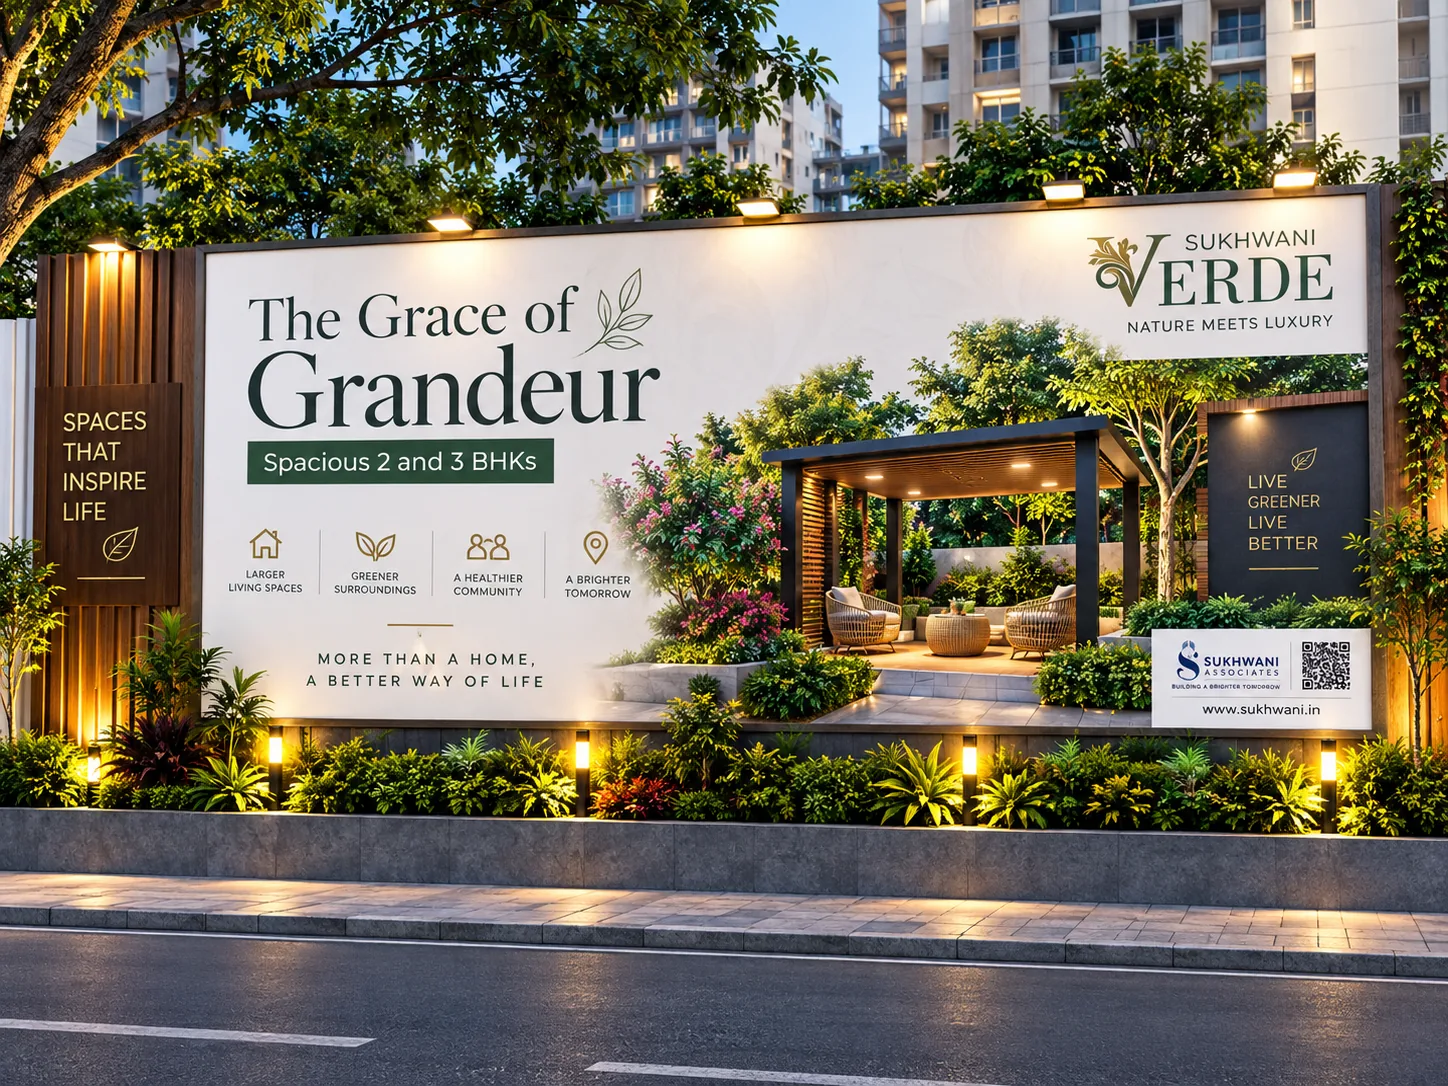 SPACES
THAT
INSPIRE
LIFE
The Grace of
Grandeur
Spacious 2 and 3 BHKs
LARGER
LIVING SPACES
GREENER
SURROUNDINGS
A HEALTHIER
COMMUNITY
A BRIGHTER
TOMORROW
MORE THAN A HOME,
A BETTER WAY OF LIFE
SUKHWANI
VERDE
NATURE MEETS LUXURY
LIVE
GREENER
LIVE
BETTER
SUKHWANI
ASSOCIATES
BUILDING A BRIGHTER TOMORROW
www.sukhwani.in